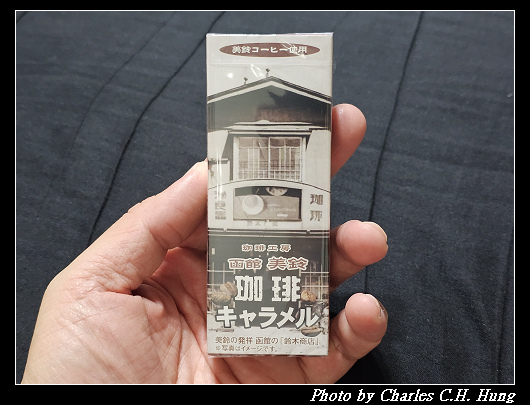 美鈴コーヒー使用
珈琲
珈琲工房
函館 美鈴
珈琲
キャラメル
美鈴の発祥 函館の「鈴木商店」
※写真はイメージです。
Photo by Charles C.H. Hung